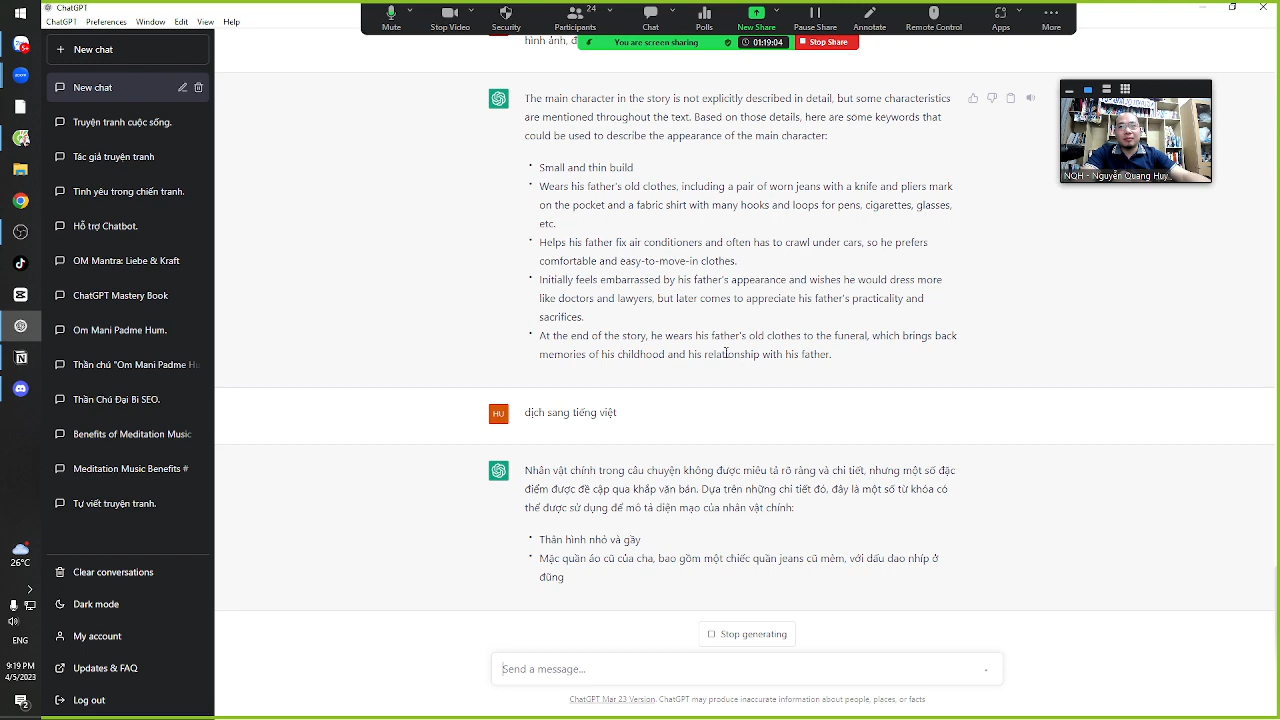 ChatGPT
ChatGPT Preferences Window Edit View Help
Mute Stop Video Security Participants 24 Chat Polls New Share Pause Share Annotate Remote Control Apps More
You are screen sharing 01:19:04 Stop Share
hình ảnh, đ
New chat
New chat
Truyện tranh cuộc sống.
Tác giả truyện tranh
Tình yêu trong chiến tranh.
Hỗ trợ Chatbot.
OM Mantra: Liebe & Kraft
ChatGPT Mastery Book
Om Mani Padme Hum.
Thần chú "Om Mani Padme Hu
Thần Chú Đại Bi SEO.
Benefits of Meditation Music
Meditation Music Benefits #
Tự viết truyện tranh.
Clear conversations
Dark mode
My account
Updates & FAQ
Log out
26°C
ENG
9:19 PM
4/5/2023
2
The main character in the story is not explicitly described in detail, but some characteristics
are mentioned throughout the text. Based on those details, here are some keywords that
could be used to describe the appearance of the main character:
• Small and thin build
• Wears his father's old clothes, including a pair of worn jeans with a knife and pliers mark
on the pocket and a fabric shirt with many hooks and loops for pens, cigarettes, glasses,
etc.
• Helps his father fix air conditioners and often has to crawl under cars, so he prefers
comfortable and easy-to-move-in clothes.
• Initially feels embarrassed by his father's appearance and wishes he would dress more
like doctors and lawyers, but later comes to appreciate his father's practicality and
sacrifices.
• At the end of the story, he wears his father's old clothes to the funeral, which brings back
memories of his childhood and his relationship with his father.
NQH - Nguyễn Quang Huy...
HU
dịch sang tiếng việt
Nhân vật chính trong câu chuyện không được miêu tả rõ ràng và chi tiết, nhưng một số đặc
điểm được đề cập qua khắp văn bản. Dựa trên những chi tiết đó, đây là một số từ khóa có
thể được sử dụng để mô tả diện mạo của nhân vật chính:
• Thân hình nhỏ và gầy
• Mặc quần áo cũ của cha, bao gồm một chiếc quần jeans cũ mèm, với dấu dao nhíp ở
đũng
Stop generating
Send a message...
ChatGPT Mar 23 Version. ChatGPT may produce inaccurate information about people, places, or facts